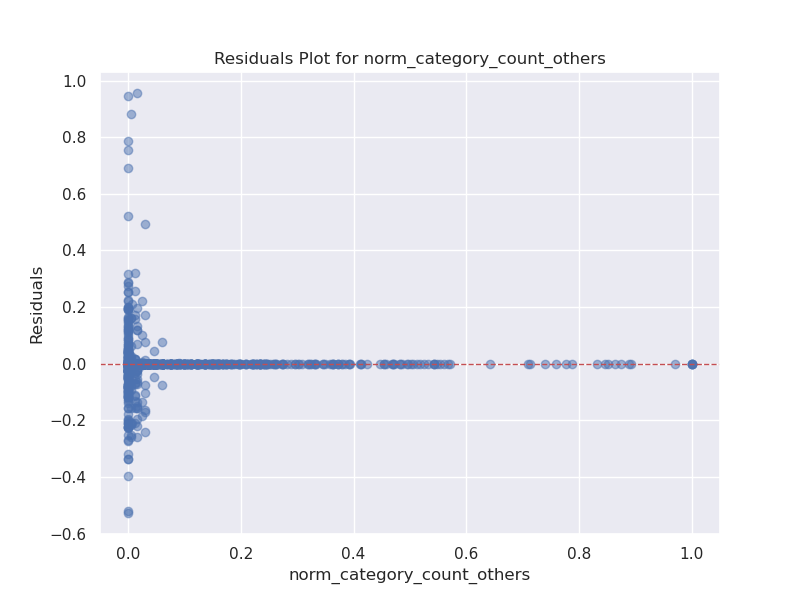 Residuals Plot for norm_category_count_others
1.0
0.8
0.6
0.4
0.2
0.0
−0.2
−0.4
−0.6
Residuals
0.0 0.2 0.4 0.6 0.8 1.0
norm_category_count_others